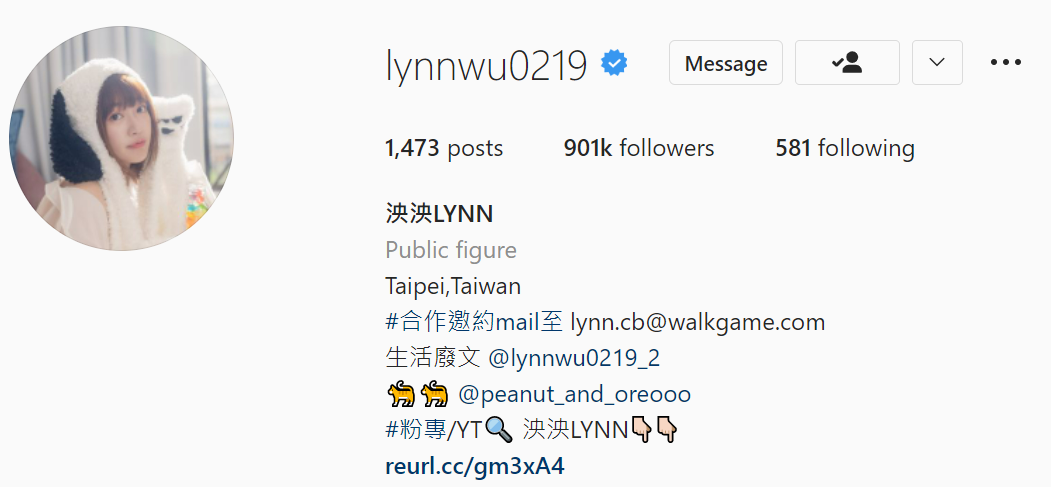 lynnwu0219
Message
1,473 posts 901k followers 581 following
泱泱LYNN
Public figure
Taipei,Taiwan
#合作邀約mail至 lynn.cb@walkgame.com
生活廢文 @lynnwu0219_2
🐅🐅 @peanut_and_oreooo
#粉專/YT🔍 泱泱LYNN👇🏻👇🏻
reurl.cc/gm3xA4